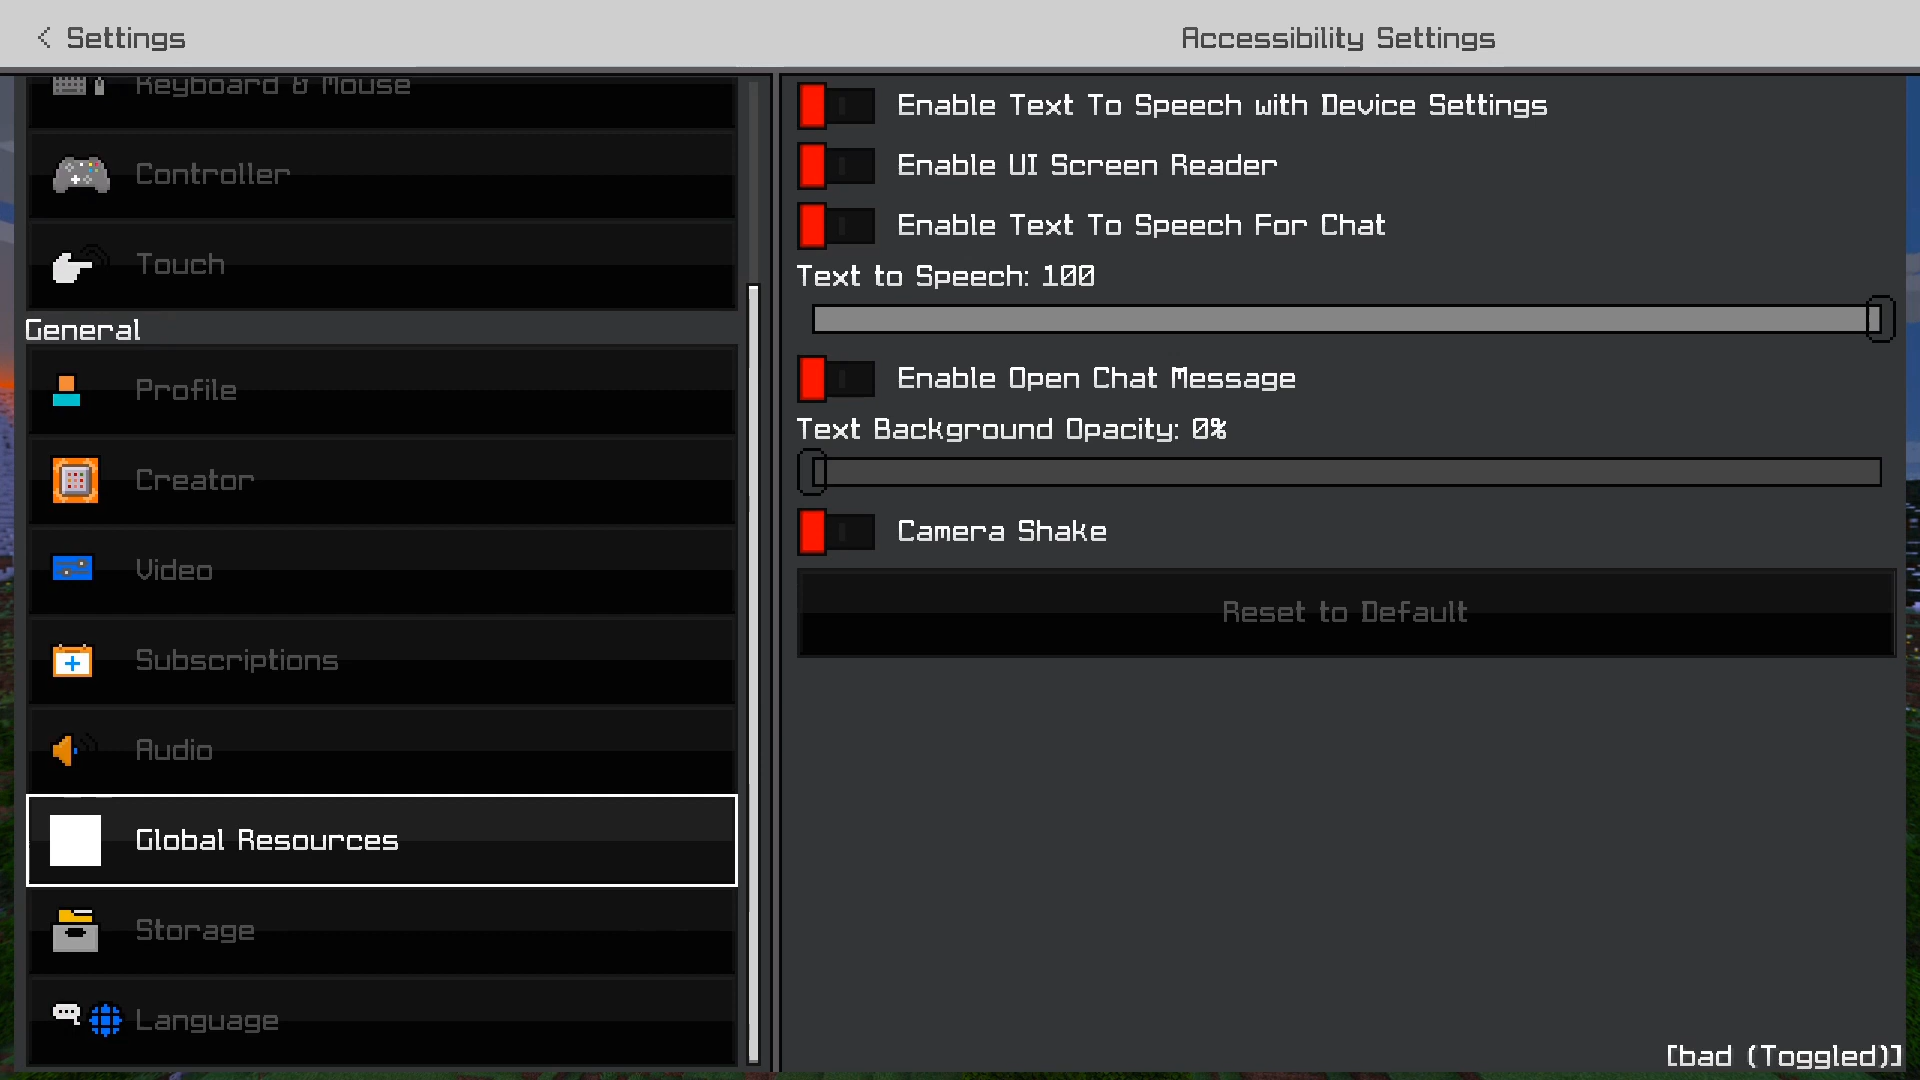 < Settings
Accessibility Settings
Keyboard & Mouse
Controller
Touch
General
Profile
Creator
Video
Subscriptions
Audio
Global Resources
Storage
Language
Enable Text To Speech with Device Settings
Enable UI Screen Reader
Enable Text To Speech For Chat
Text to Speech: 100
Enable Open Chat Message
Text Background Opacity: 0%
Camera Shake
Reset to Default
[bad (Toggled)]